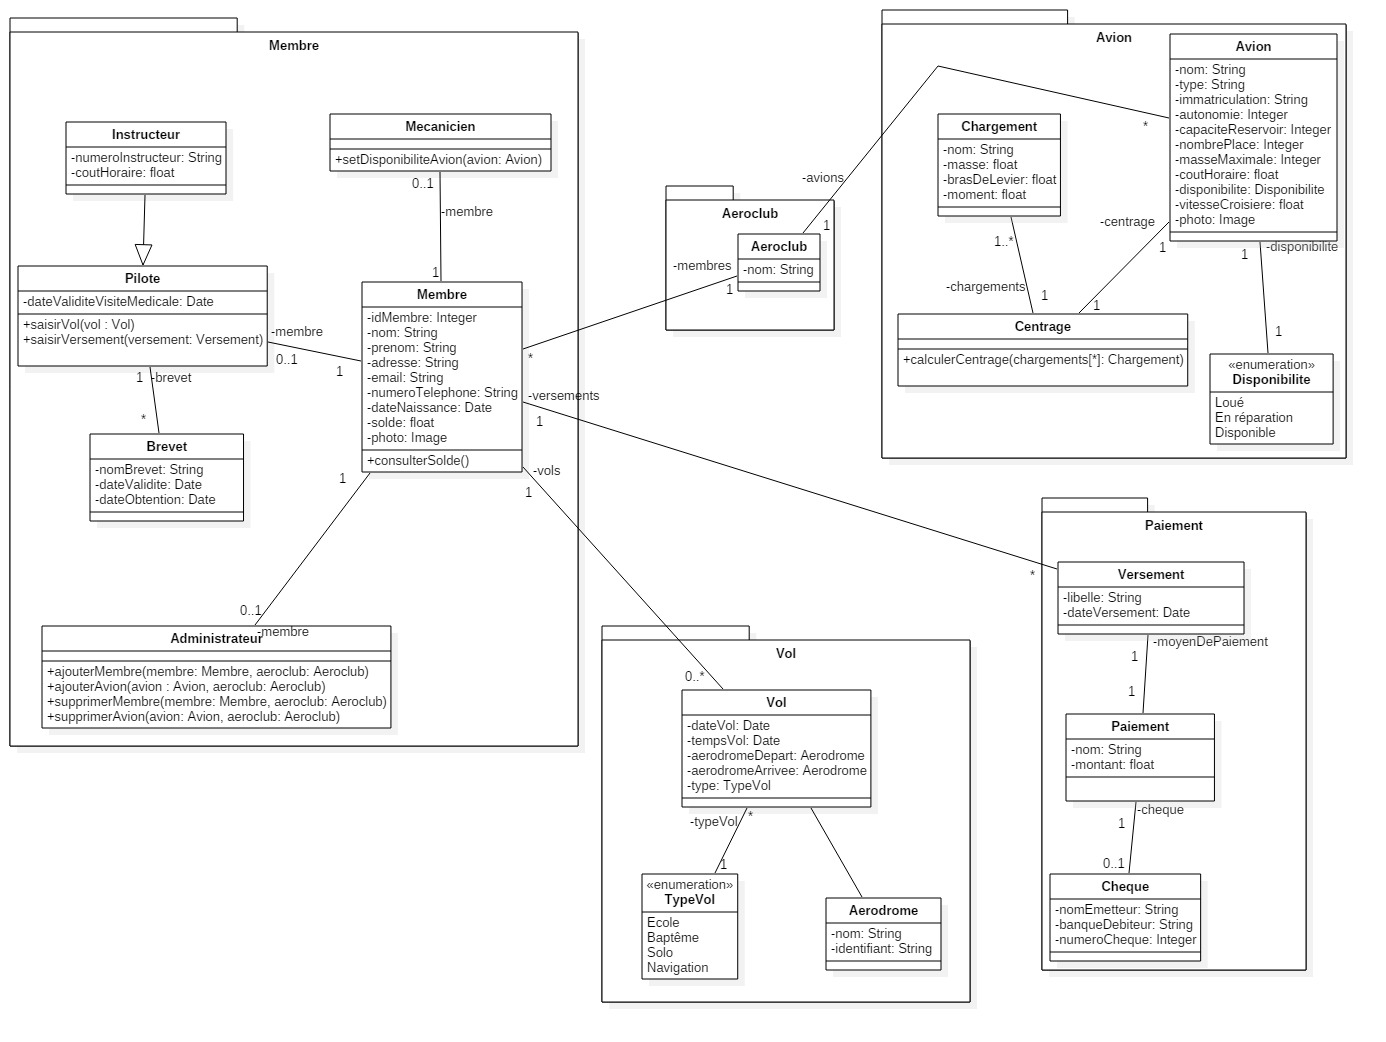 Membre
Instructeur
-numeroInstructeur: String
-coutHoraire: float
Mecanicien
+setDisponibiliteAvion(avion: Avion)
0..1
-membre
1
Pilote
-dateValiditeVisiteMedicale: Date
+saisirVol(vol : Vol)
+saisirVersement(versement: Versement)
-membre
0..1
1
Membre
-idMembre: Integer
-nom: String
-prenom: String
-adresse: String
-email: String
-numeroTelephone: String
-dateNaissance: Date
-solde: float
-photo: Image
+consulterSolde()
1
-brevet
*
Brevet
-nomBrevet: String
-dateValidite: Date
-dateObtention: Date
1
0..1
-membre
Administrateur
+ajouterMembre(membre: Membre, aeroclub: Aeroclub)
+ajouterAvion(avion : Avion, aeroclub: Aeroclub)
+supprimerMembre(membre: Membre, aeroclub: Aeroclub)
+supprimerAvion(avion: Avion, aeroclub: Aeroclub)
Aeroclub
-avions
1
Aeroclub
-nom: String
-membres
1
*
-versements
1
-vols
1
Avion
Avion
-nom: String
-type: String
-immatriculation: String
-autonomie: Integer
-capaciteReservoir: Integer
-nombrePlace: Integer
-masseMaximale: Integer
-coutHoraire: float
-disponibilite: Disponibilite
-vitesseCroisiere: float
-photo: Image
*
Chargement
-nom: String
-masse: float
-brasDeLevier: float
-moment: float
-centrage
1
1..*
-chargements
1
1
-disponibilite
1
1
Centrage
+calculerCentrage(chargements[*]: Chargement)
«enumeration»
Disponibilite
Loué
En réparation
Disponible
Paiement
*
Versement
-libelle: String
-dateVersement: Date
-moyenDePaiement
1
1
Paiement
-nom: String
-montant: float
-cheque
1
0..1
Cheque
-nomEmetteur: String
-banqueDebiteur: String
-numeroCheque: Integer
Vol
0..*
Vol
-dateVol: Date
-tempsVol: Date
-aerodromeDepart: Aerodrome
-aerodromeArrivee: Aerodrome
-type: TypeVol
-typeVol
*
1
«enumeration»
TypeVol
Ecole
Baptême
Solo
Navigation
Aerodrome
-nom: String
-identifiant: String